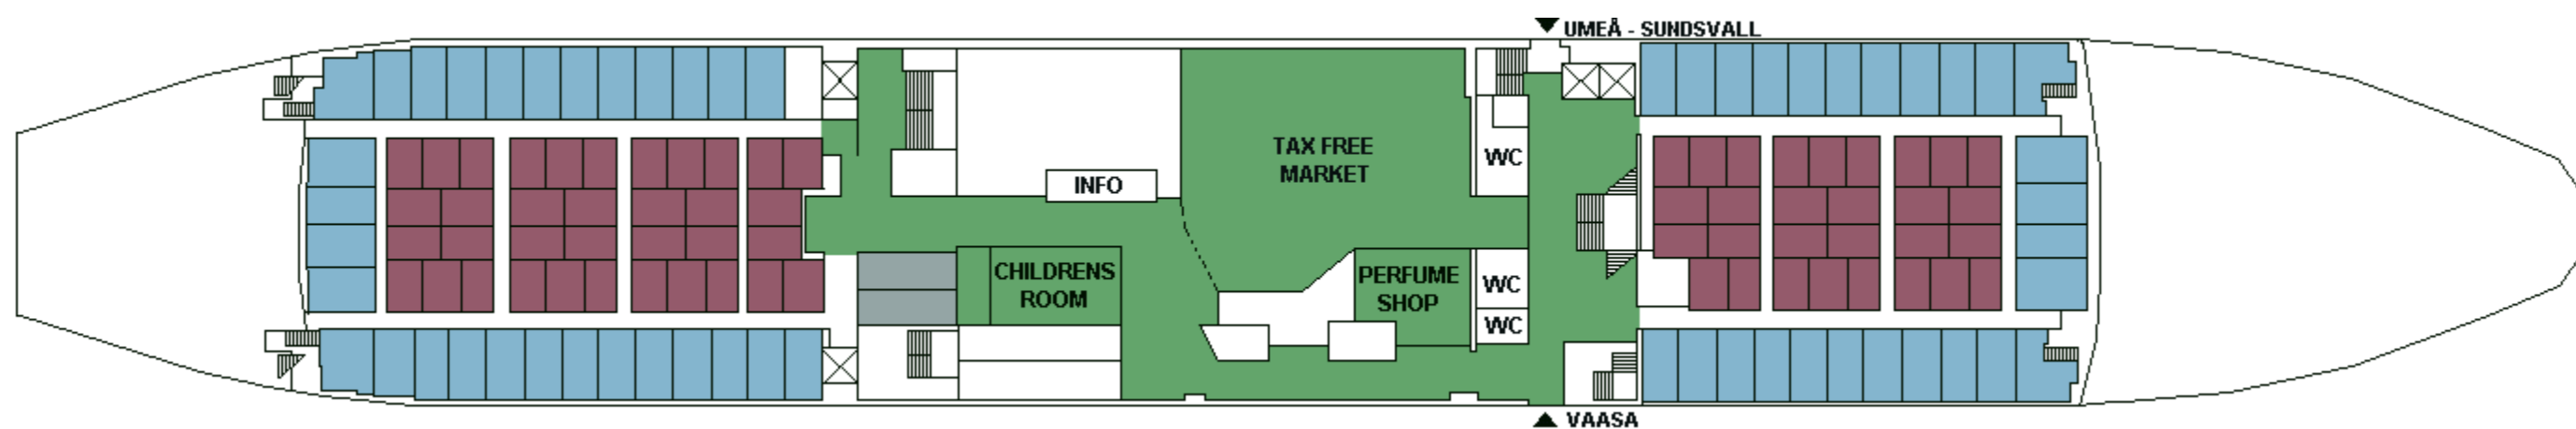 UMEÅ - SUNDSVALL
TAX FREE
MARKET
WC
INFO
CHILDRENS
ROOM
PERFUME
SHOP
WC
WC
VAASA